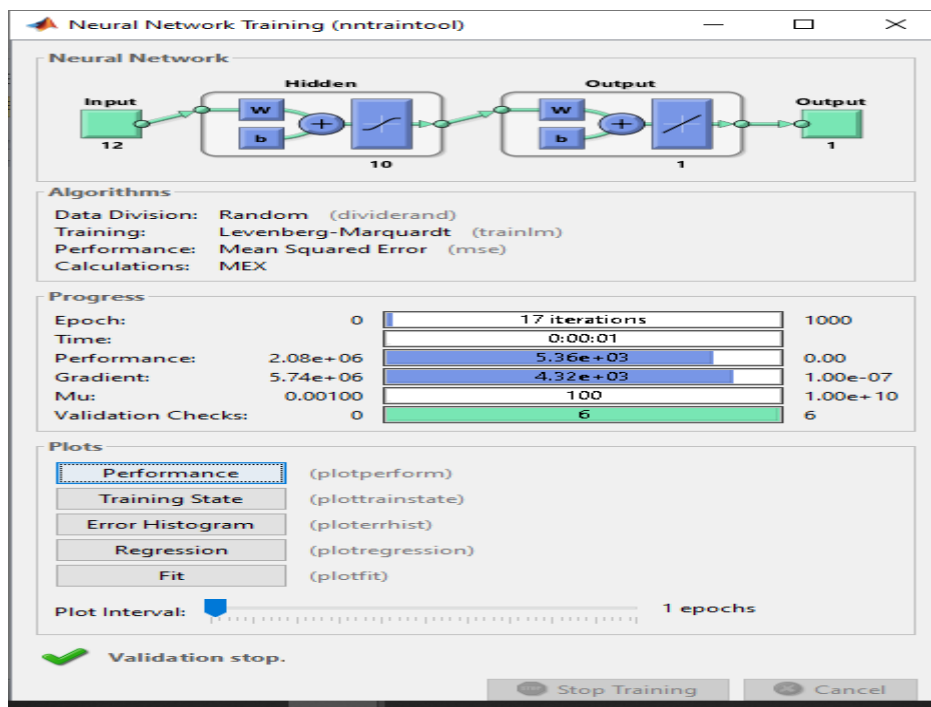 Neural Network Training (nntraintool)
Neural Network
Hidden Output
Input W b W b Output
12 10 1 1
Algorithms
Data Division: Random (dividerand)
Training: Levenberg-Marquardt (trainlm)
Performance: Mean Squared Error (mse)
Calculations: MEX
Progress
Epoch: 0 17 iterations 1000
Time: 0:00:01
Performance: 2.08e+06 5.36e+03 0.00
Gradient: 5.74e+06 4.32e+03 1.00e-07
Mu: 0.00100 100 1.00e+10
Validation Checks: 0 6 6
Plots
Performance (plotperform)
Training State (plottrainstate)
Error Histogram (ploterrhist)
Regression (plotregression)
Fit (plotfit)
Plot Interval: 1 epochs
Validation stop.
Stop Training Cancel